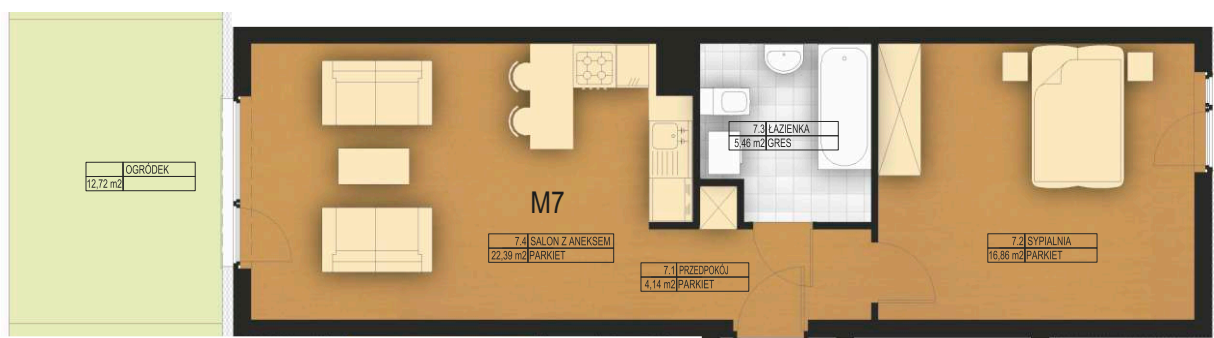 OGRÓDEK
12,72 m2
M7
7.4 SALON Z ANEKSEM
22,39 m2 PARKIET
7.1 PRZEDPOKÓJ
4,14 m2 PARKIET
7.3 ŁAZIENKA
5,46 m2 GRES
7.2 SYPIALNIA
16,86 m2 PARKIET